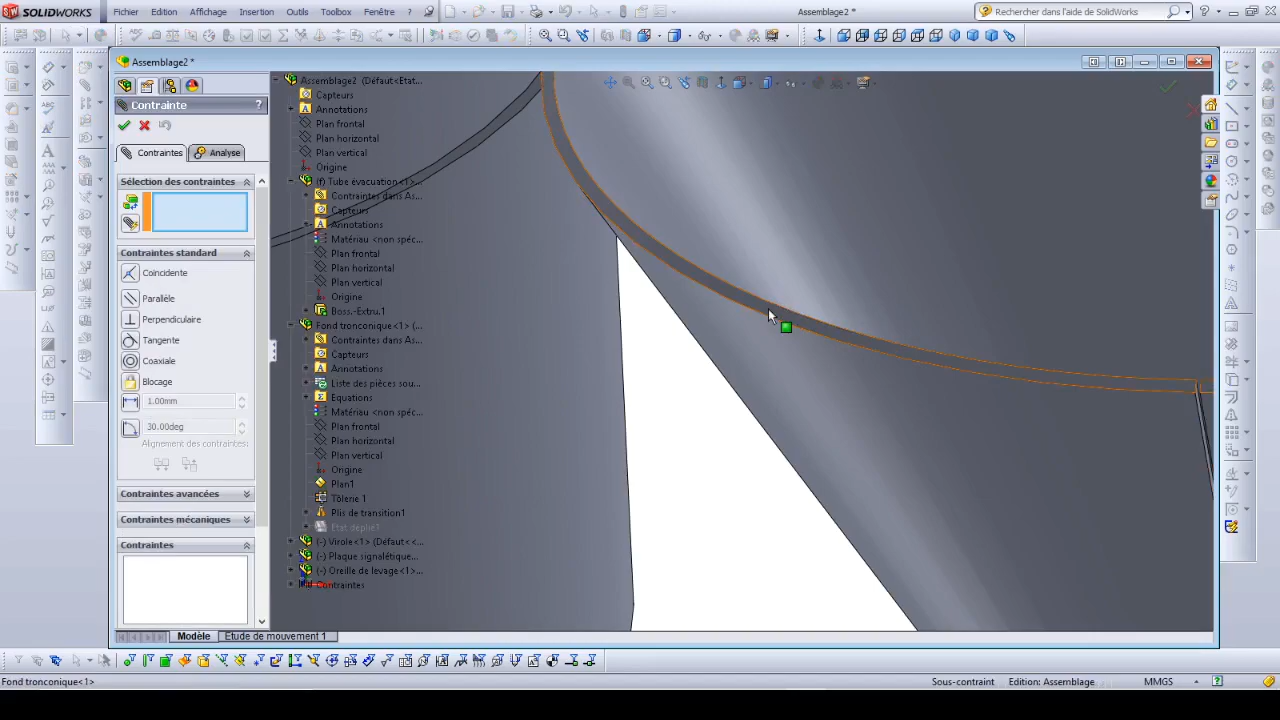 SOLIDWORKS
Fichier Edition Affichage Insertion Outils Toolbox Fenêtre ?
Assemblage2 *
Rechercher dans l'aide de SolidWorks
Assemblage2 *
Contrainte ?
Contraintes Analyse
Sélection des contraintes
Contraintes standard
Coïncidente
Parallèle
Perpendiculaire
Tangente
Coaxiale
Blocage
1.00mm
30.00deg
Alignement des contraintes:
Contraintes avancées
Contraintes mécaniques
Contraintes
Assemblage2 (Défaut<Etat...
Capteurs
Annotations
Plan frontal
Plan horizontal
Plan vertical
Origine
(f) Tube évacuation<1>...
Contraintes dans As...
Capteurs
Annotations
Matériau <non spéc...
Plan frontal
Plan horizontal
Plan vertical
Origine
Boss.-Extru.1
Fond tronconique<1> (...
Contraintes dans As...
Capteurs
Annotations
Liste des pièces sou...
Equations
Matériau <non spéc...
Plan frontal
Plan horizontal
Plan vertical
Origine
Plan1
Tôlerie 1
Plis de transition1
Etat déplié1
(-) Virole<1> (Défaut<<...
(-) Plaque signalétique...
(-) Oreille de levage<1>...
Contraintes
Modèle Etude de mouvement 1
Fond tronconique<1>
Sous-contraint Edition: Assemblage MMGS